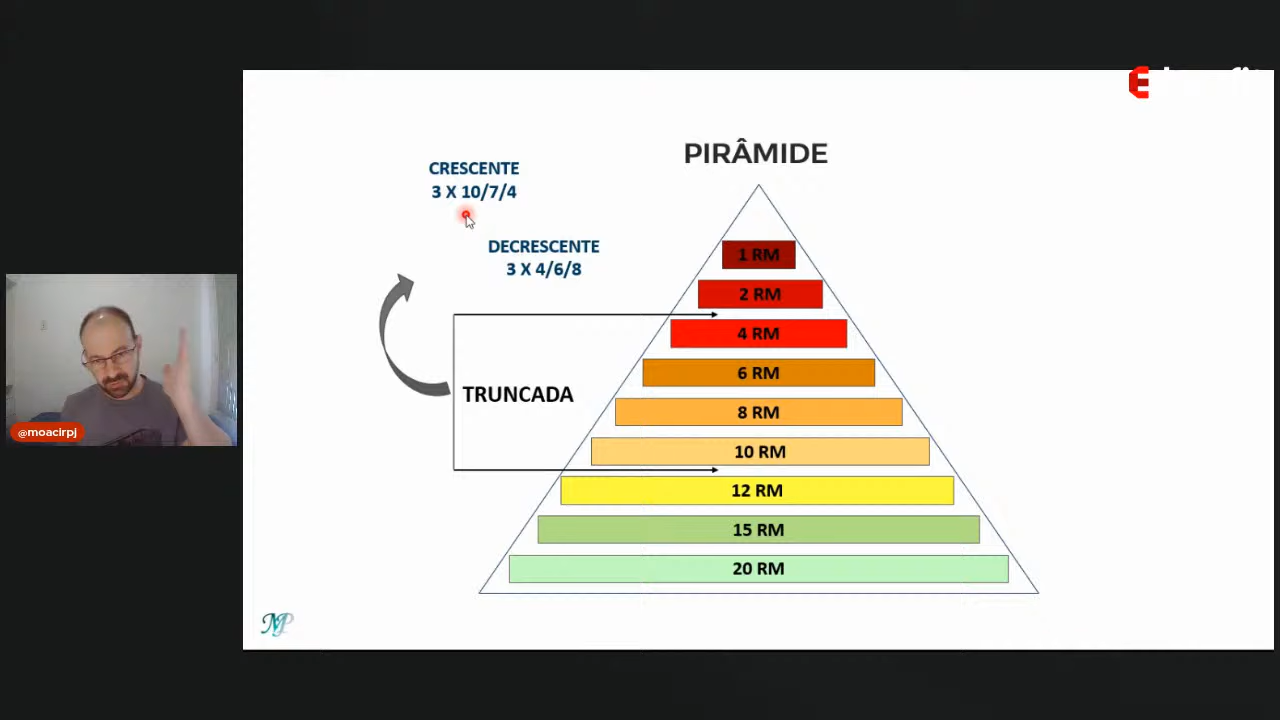 PIRÂMIDE
CRESCENTE
3 X 10/7/4
DECRESCENTE
3 X 4/6/8
TRUNCADA
1 RM
2 RM
4 RM
6 RM
8 RM
10 RM
12 RM
15 RM
20 RM
@moacirpj
MP